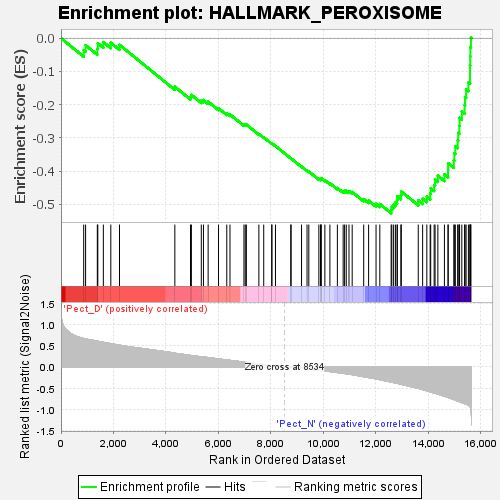 Enrichment plot: HALLMARK_PEROXISOME
Enrichment score (ES)
0.0
-0.1
-0.2
-0.3
-0.4
-0.5
Ranked list metric (Signal2Noise)
1.5
1.0
0.5
0.0
-0.5
-1.0
-1.5
'Pect_D' (positively correlated)
Zero cross at 8534
'Pect_N' (negatively correlated)
0
2,000
4,000
6,000
8,000
10,000
12,000
14,000
16,000
Rank in Ordered Dataset
Enrichment profile
Hits
Ranking metric scores